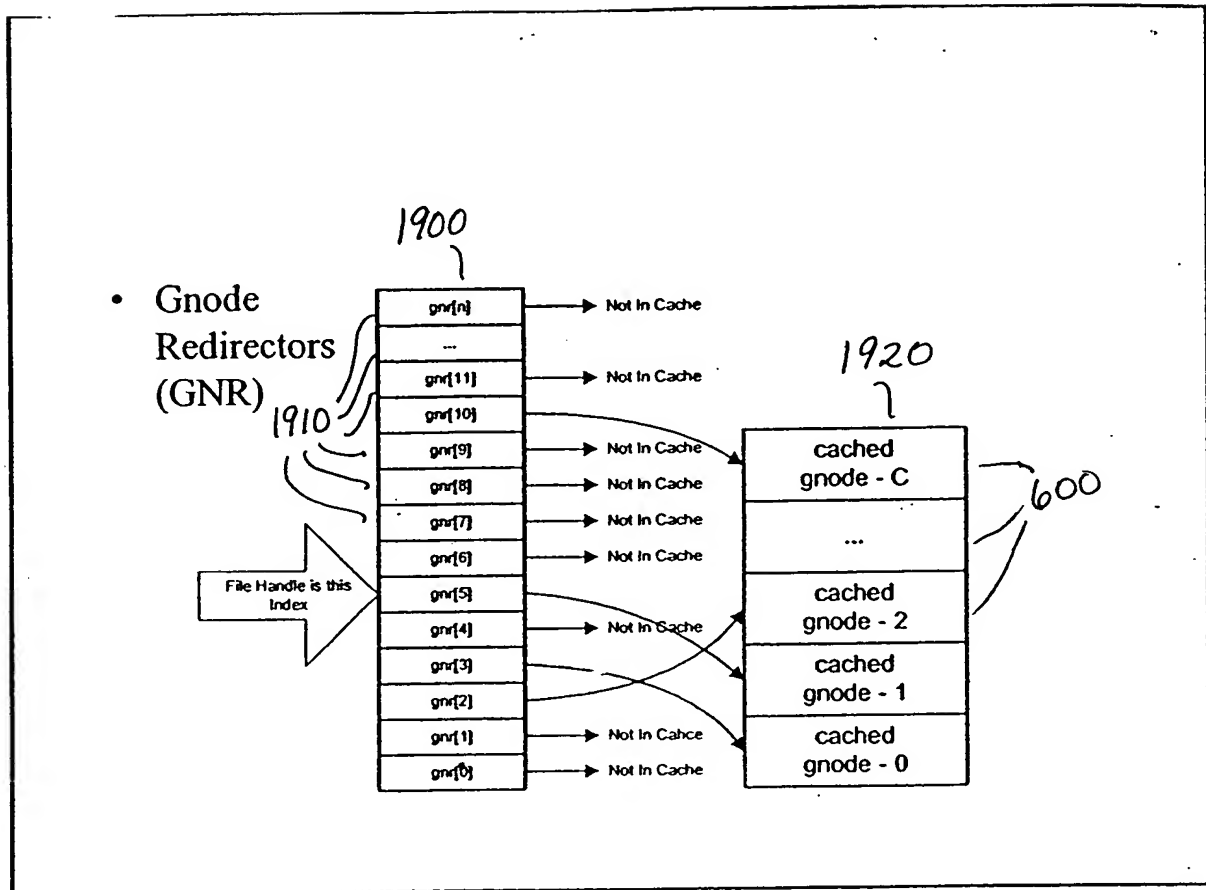 1900
• Gnode
Redirectors
(GNR)
1910
gnr[n]
Not In Cache
...
gnr[11]
Not In Cache
gnr[10]
gnr[9]
Not In Cache
gnr[8]
Not In Cache
gnr[7]
Not In Cache
gnr[6]
Not In Cache
gnr[5]
gnr[4]
Not In Cache
gnr[3]
gnr[2]
gnr[1]
Not In Cahce
gnr[0]
Not In Cache
File Handle is this
Index
1920
cached
gnode - C
...
cached
gnode - 2
cached
gnode - 1
cached
gnode - 0
600